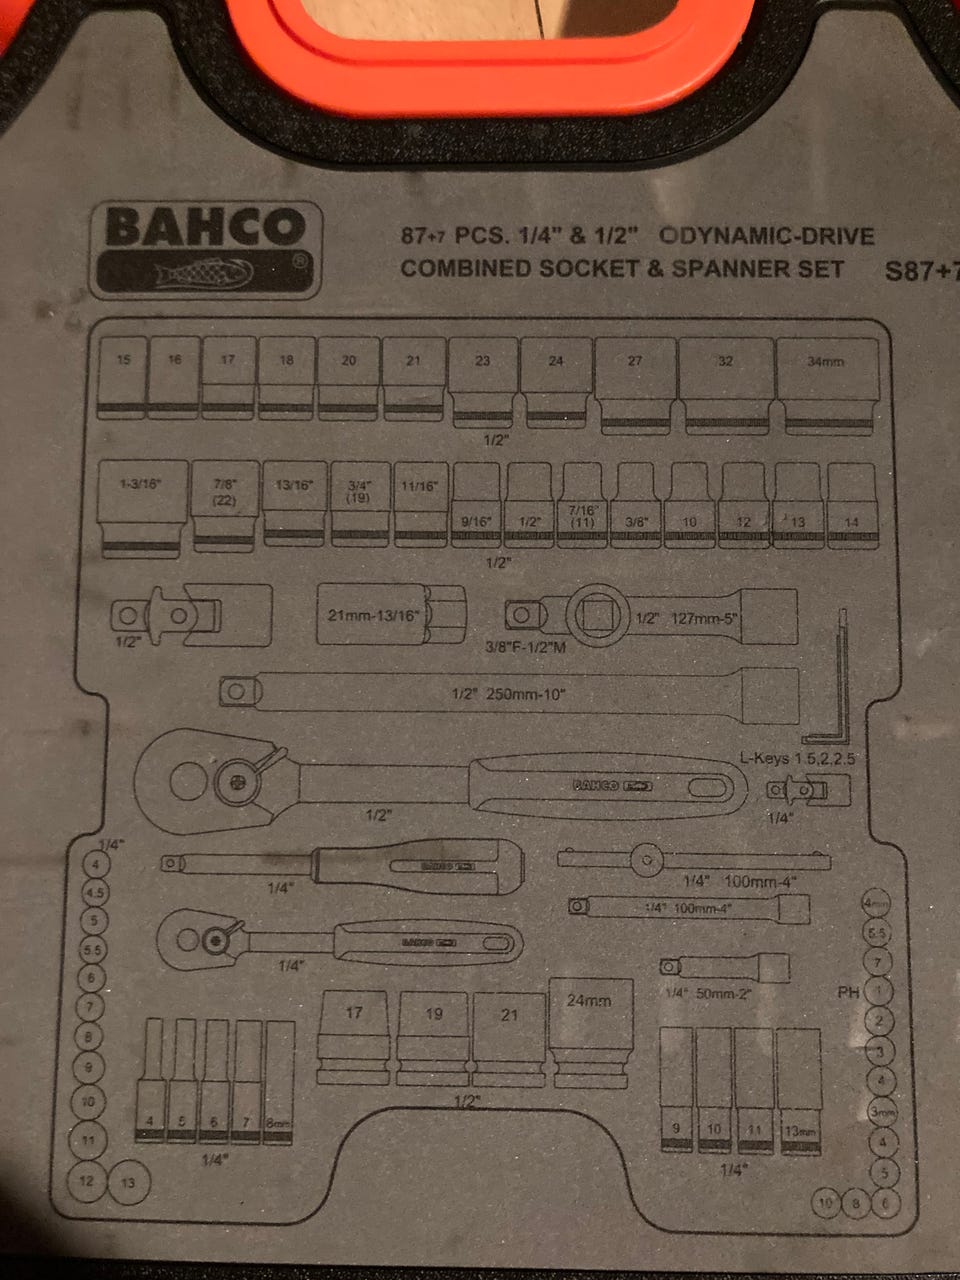 BAHCO
®
87+7 PCS. 1/4" & 1/2" ODYNAMIC-DRIVE
COMBINED SOCKET & SPANNER SET S87+7
15 16 17 18 20 21 23 24 27 32 34mm
1/2"
1-3/16" 7/8" 13/16" 3/4" 11/16"
(22) (19)
9/16" 1/2" 7/16" 3/8" 10 12 13 14
(11)
1/2"
1/2"
21mm-13/16"
1/2" 127mm-5"
3/8"F-1/2"M
1/2" 250mm-10"
L-Keys 1.5,2,2.5
BAHCO
1/2"
1/4"
1/4"
BAHCO
1/4"
1/4" 100mm-4"
1/4" 100mm-4"
BAHCO
1/4"
1/4" 50mm-2"
4
4.5
5
5.5
6
7
8
9
10
11
12 13
4 5 6 7 8mm
1/4"
17 19 21 24mm
1/2"
9 10 11 13mm
1/4"
4mm
5.5
7
PH 1
2
3
4
3mm
4
5
10 8 6